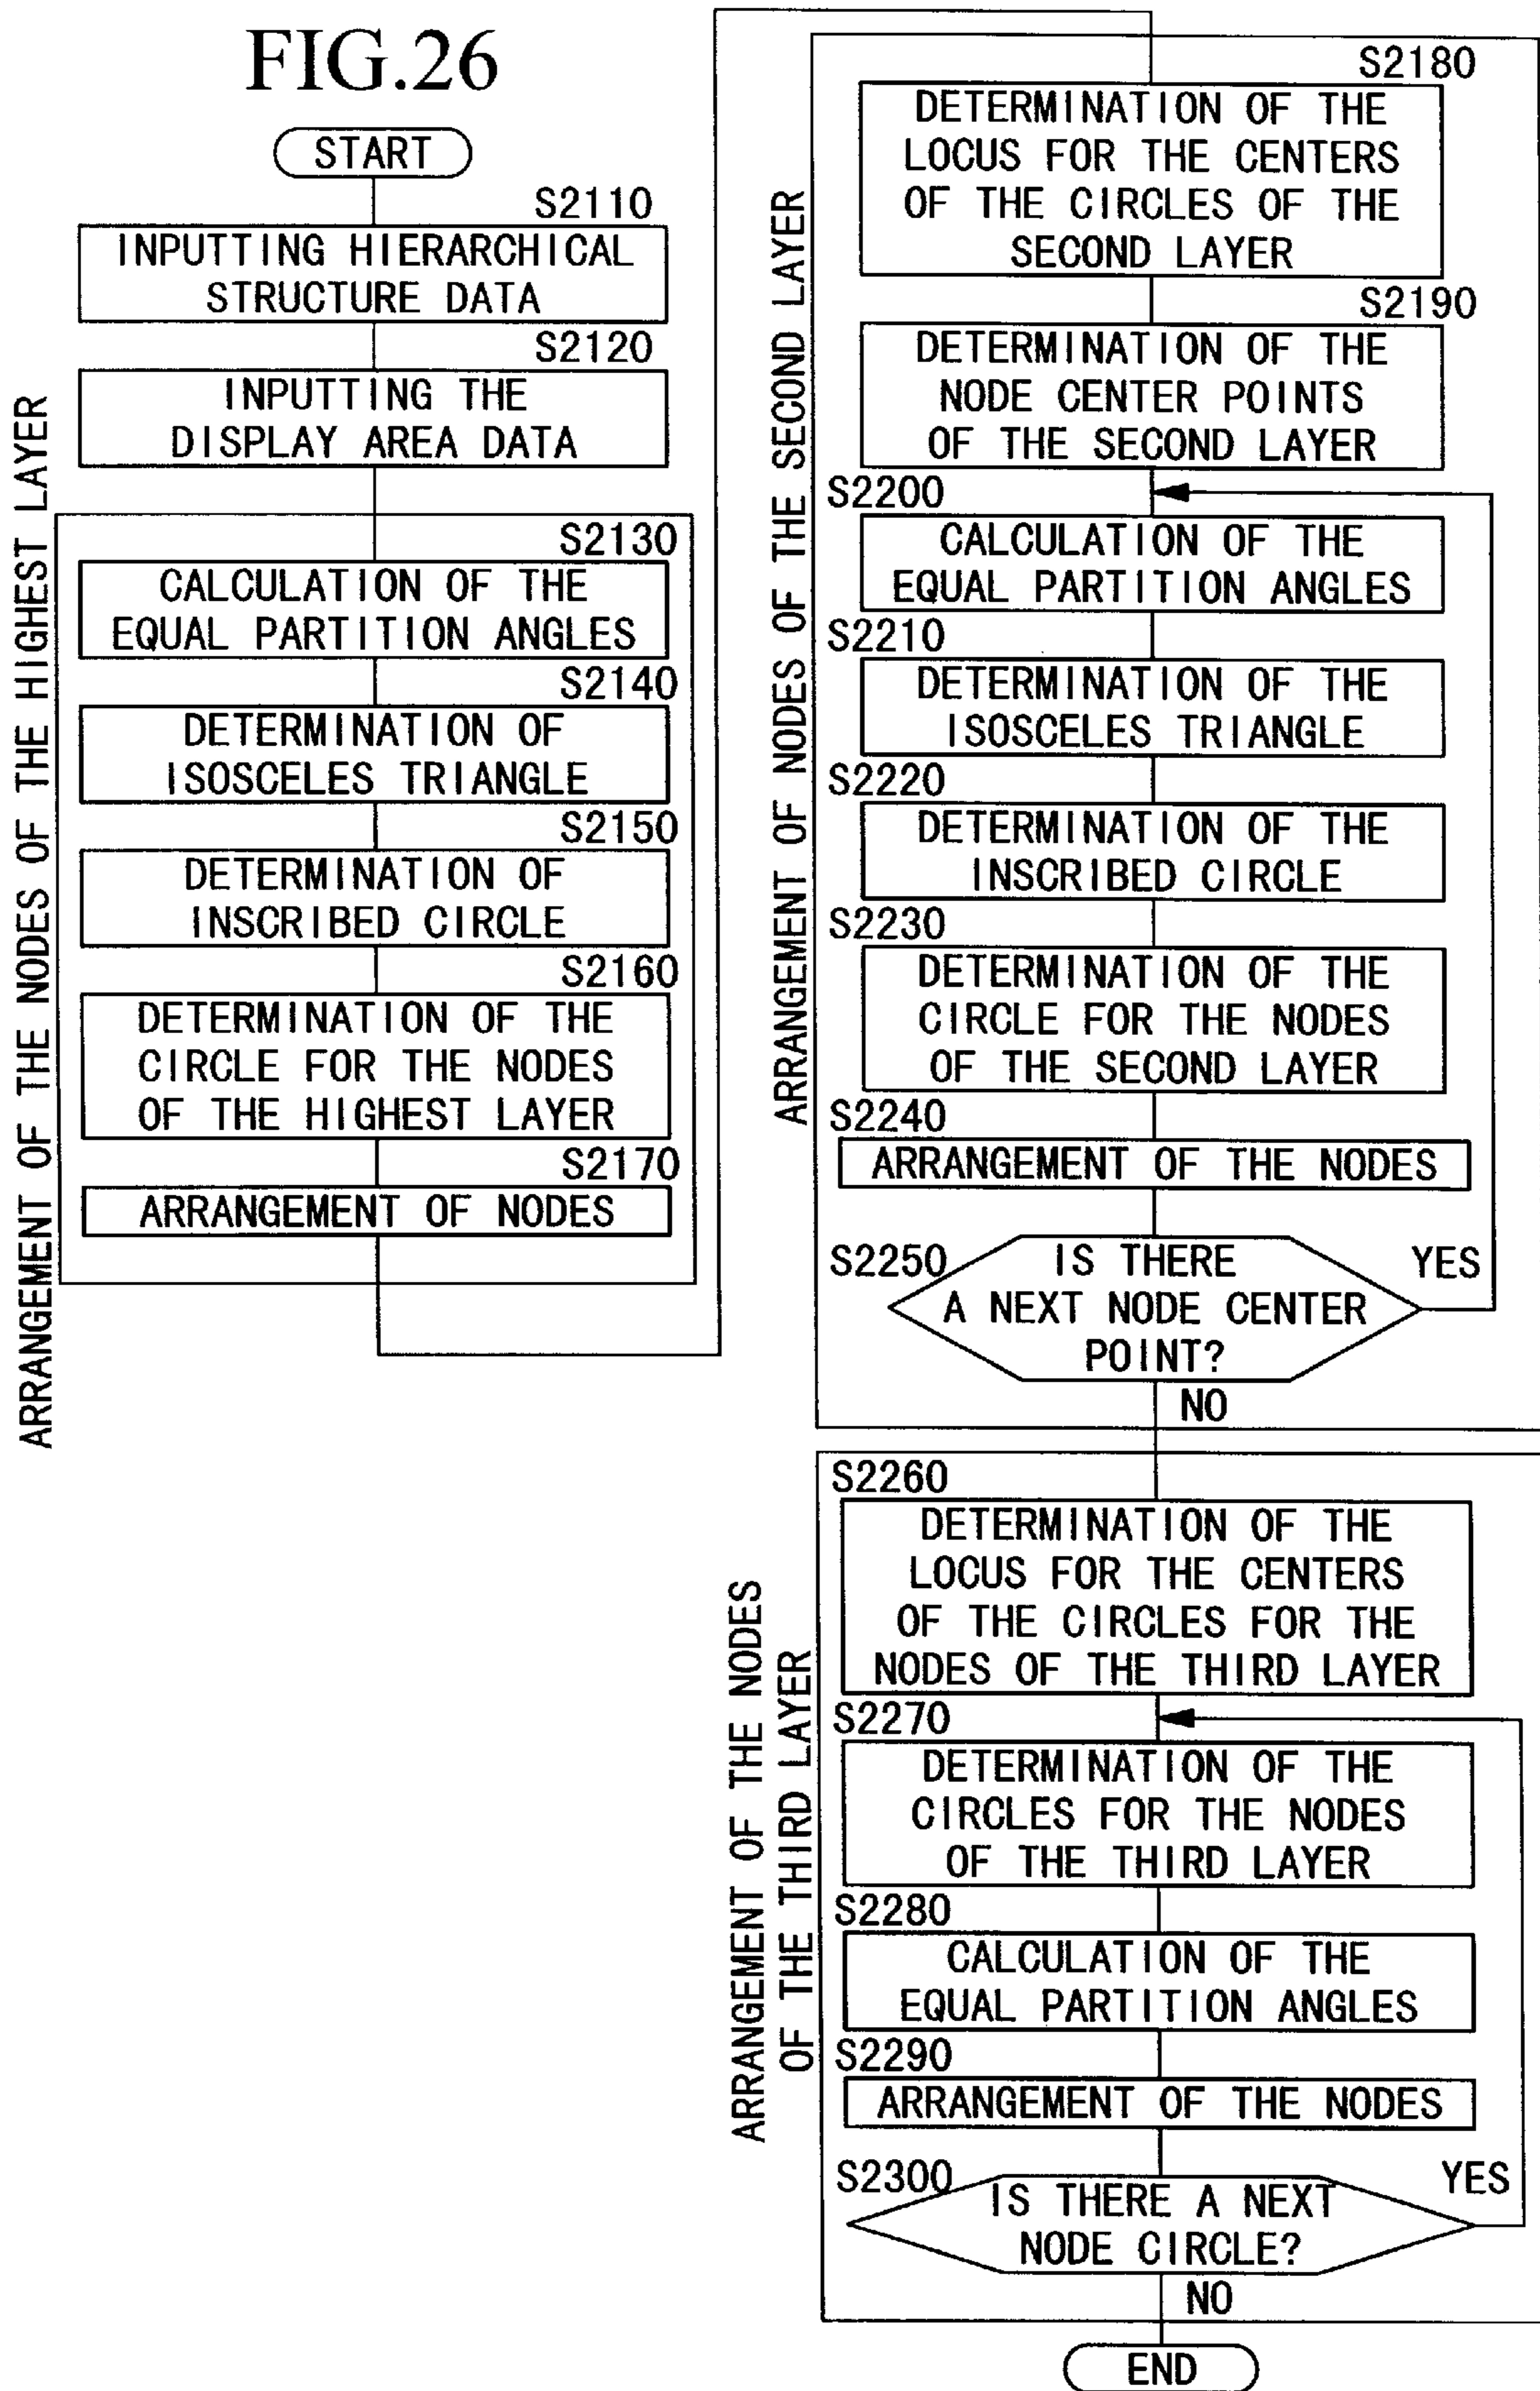 FIG.26
START
S2110
INPUTTING HIERARCHICAL
STRUCTURE DATA
S2120
INPUTTING THE
DISPLAY AREA DATA
ARRANGEMENT OF THE NODES OF THE HIGHEST LAYER
S2130
CALCULATION OF THE
EQUAL PARTITION ANGLES
S2140
DETERMINATION OF
ISOSCELES TRIANGLE
S2150
DETERMINATION OF
INSCRIBED CIRCLE
S2160
DETERMINATION OF THE
CIRCLE FOR THE NODES
OF THE HIGHEST LAYER
S2170
ARRANGEMENT OF NODES
ARRANGEMENT OF NODES OF THE SECOND LAYER
S2180
DETERMINATION OF THE
LOCUS FOR THE CENTERS
OF THE CIRCLES OF THE
SECOND LAYER
S2190
DETERMINATION OF THE
NODE CENTER POINTS
OF THE SECOND LAYER
S2200
CALCULATION OF THE
EQUAL PARTITION ANGLES
S2210
DETERMINATION OF THE
ISOSCELES TRIANGLE
S2220
DETERMINATION OF THE
INSCRIBED CIRCLE
S2230
DETERMINATION OF THE
CIRCLE FOR THE NODES
OF THE SECOND LAYER
S2240
ARRANGEMENT OF THE NODES
S2250
IS THERE
A NEXT NODE CENTER
POINT?
YES
NO
ARRANGEMENT OF THE NODES
OF THE THIRD LAYER
S2260
DETERMINATION OF THE
LOCUS FOR THE CENTERS
OF THE CIRCLES FOR THE
NODES OF THE THIRD LAYER
S2270
DETERMINATION OF THE
CIRCLES FOR THE NODES
OF THE THIRD LAYER
S2280
CALCULATION OF THE
EQUAL PARTITION ANGLES
S2290
ARRANGEMENT OF THE NODES
S2300
IS THERE A NEXT
NODE CIRCLE?
YES
NO
END